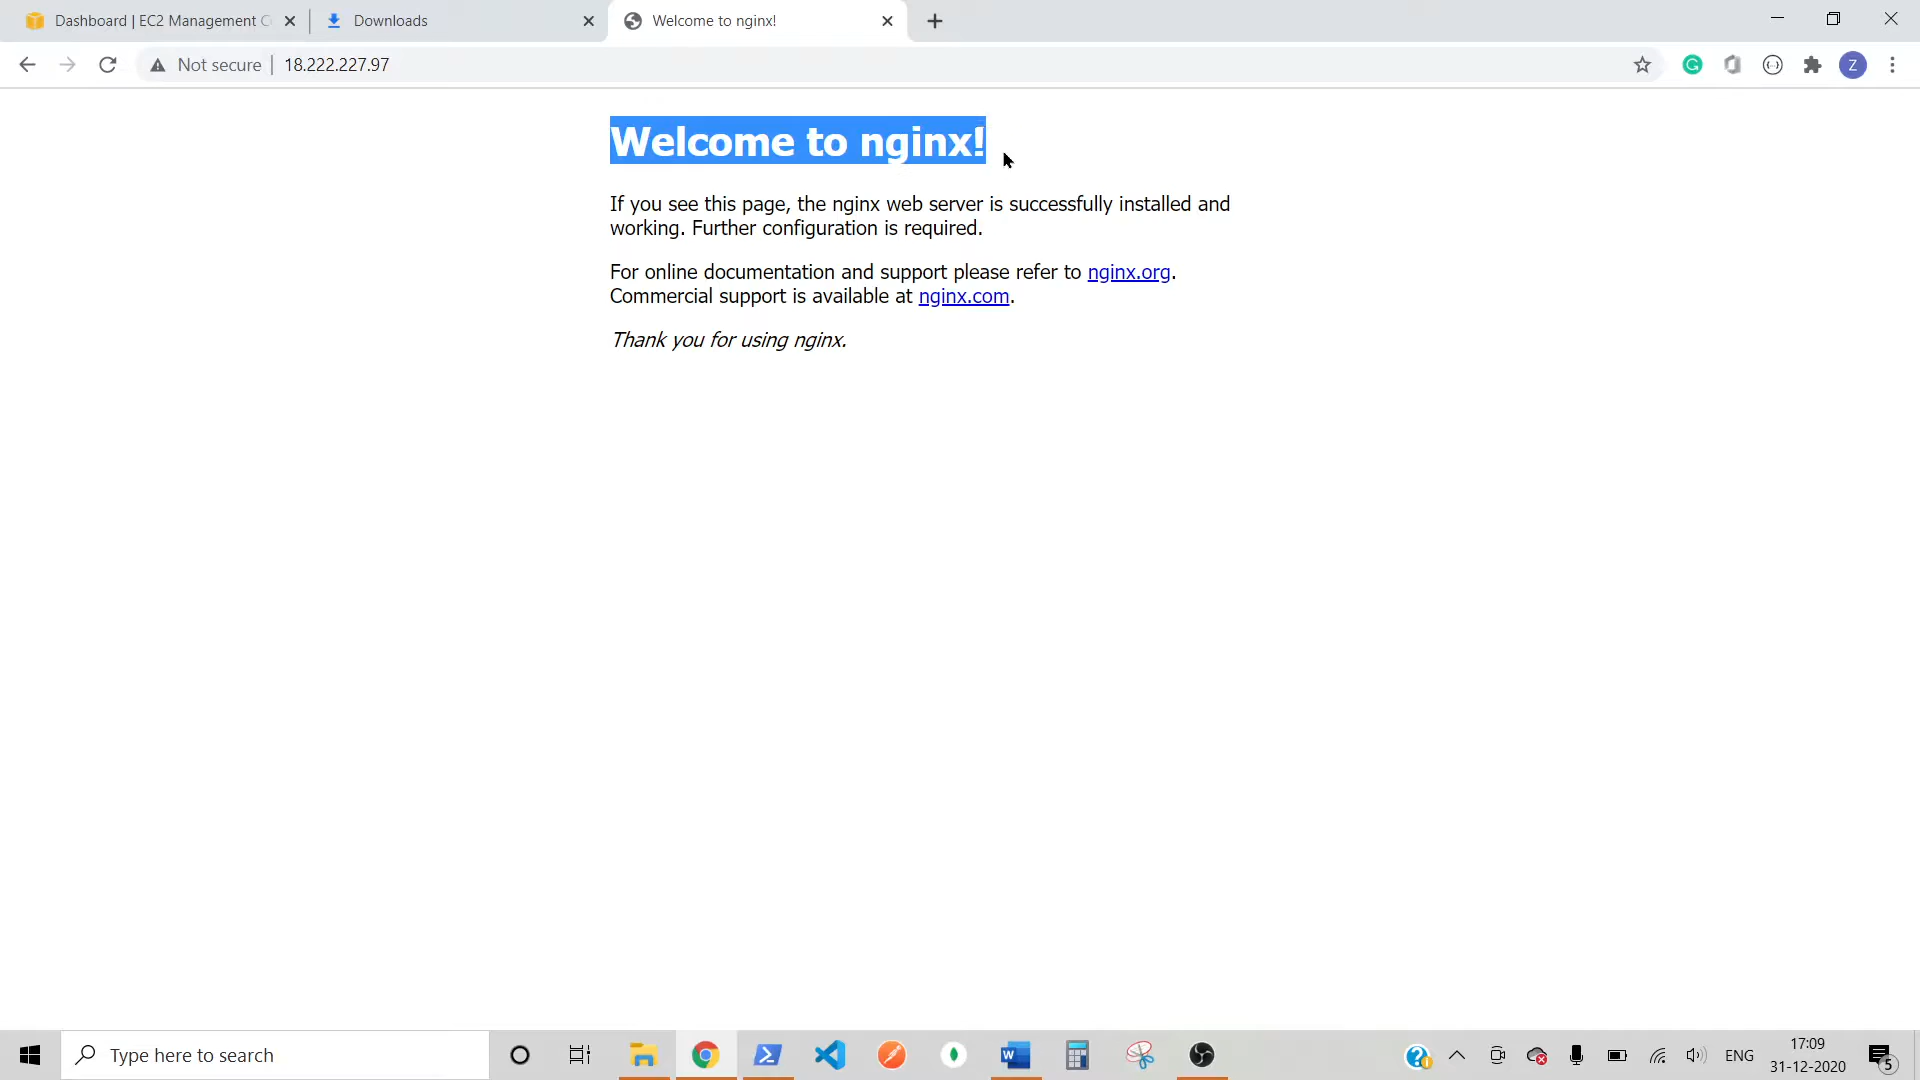 Dashboard | EC2 Management C
Downloads
Welcome to nginx!
Not secure | 18.222.227.97
Z
Welcome to nginx!
If you see this page, the nginx web server is successfully installed and
working. Further configuration is required.
For online documentation and support please refer to nginx.org.
Commercial support is available at nginx.com.
Thank you for using nginx.
Type here to search
ENG
17:09
31-12-2020
5